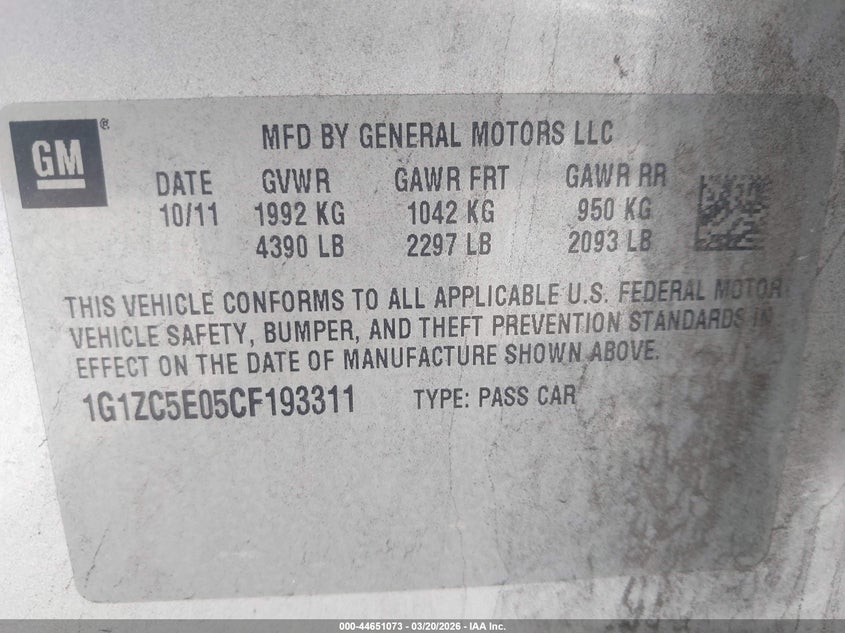 GM ®
MFD BY GENERAL MOTORS LLC
DATE GVWR GAWR FRT GAWR RR
10/11 1992 KG 1042 KG 950 KG
4390 LB 2297 LB 2093 LB
THIS VEHICLE CONFORMS TO ALL APPLICABLE U.S. FEDERAL MOTOR
VEHICLE SAFETY, BUMPER, AND THEFT PREVENTION STANDARDS IN
EFFECT ON THE DATE OF MANUFACTURE SHOWN ABOVE.
1G1ZC5E05CF193311 TYPE: PASS CAR
000-44651073 — 03/20/2026 — IAA Inc.